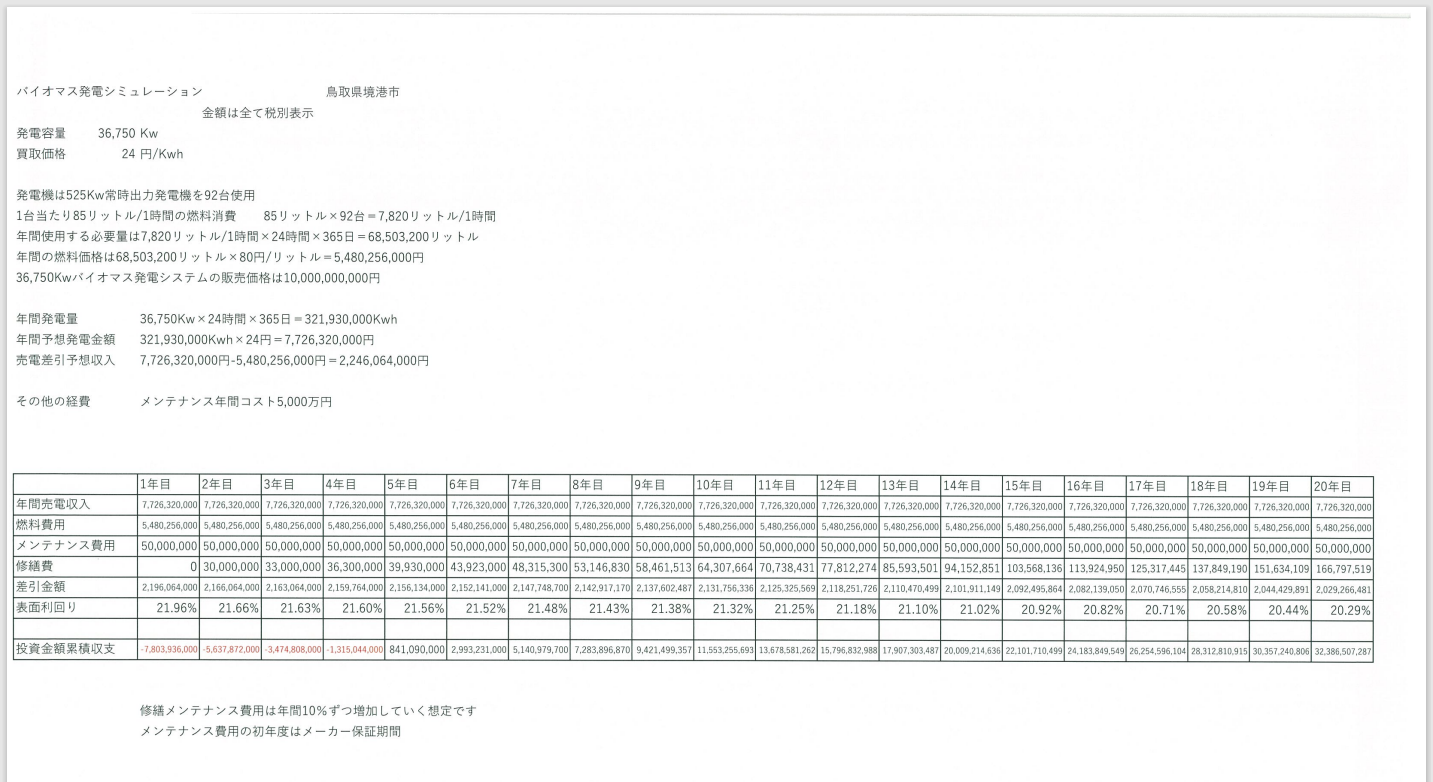 バイオマス発電シミュレーション 鳥取県境港市
金額は全て税別表示
発電容量 36,750 Kw
買取価格 24 円/Kwh
発電機は525Kw常時出力発電機を92台使用
1台当たり85リットル/1時間の燃料消費 85リットル×92台=7,820リットル/1時間
年間使用する必要量は7,820リットル/1時間×24時間×365日=68,503,200リットル
年間の燃料価格は68,503,200リットル×80円/リットル=5,480,256,000円
36,750Kwバイオマス発電システムの販売価格は10,000,000,000円
年間発電量 36,750Kw×24時間×365日=321,930,000Kwh
年間予想発電金額 321,930,000Kwh×24円=7,726,320,000円
売電差引予想収入 7,726,320,000円-5,480,256,000円=2,246,064,000円
その他の経費 メンテナンス年間コスト5,000万円
1年目 2年目 3年目 4年目 5年目 6年目 7年目 8年目 9年目 10年目 11年目 12年目 13年目 14年目 15年目 16年目 17年目 18年目 19年目 20年目
年間売電収入 7,726,320,000 7,726,320,000 7,726,320,000 7,726,320,000 7,726,320,000 7,726,320,000 7,726,320,000 7,726,320,000 7,726,320,000 7,726,320,000 7,726,320,000 7,726,320,000 7,726,320,000 7,726,320,000 7,726,320,000 7,726,320,000 7,726,320,000 7,726,320,000 7,726,320,000 7,726,320,000
燃料費用 5,480,256,000 5,480,256,000 5,480,256,000 5,480,256,000 5,480,256,000 5,480,256,000 5,480,256,000 5,480,256,000 5,480,256,000 5,480,256,000 5,480,256,000 5,480,256,000 5,480,256,000 5,480,256,000 5,480,256,000 5,480,256,000 5,480,256,000 5,480,256,000 5,480,256,000 5,480,256,000
メンテナンス費用 50,000,000 50,000,000 50,000,000 50,000,000 50,000,000 50,000,000 50,000,000 50,000,000 50,000,000 50,000,000 50,000,000 50,000,000 50,000,000 50,000,000 50,000,000 50,000,000 50,000,000 50,000,000 50,000,000 50,000,000
修繕費 0 30,000,000 33,000,000 36,300,000 39,930,000 43,923,000 48,315,300 53,146,830 58,461,513 64,307,664 70,738,431 77,812,274 85,593,501 94,152,851 103,568,136 113,924,950 125,317,445 137,849,190 151,634,109 166,797,519
差引金額 2,196,064,000 2,166,064,000 2,163,064,000 2,159,764,000 2,156,134,000 2,152,141,000 2,147,748,700 2,142,917,170 2,137,602,487 2,131,756,336 2,125,325,569 2,118,251,726 2,110,470,499 2,101,911,149 2,092,495,864 2,082,139,050 2,070,746,555 2,058,214,810 2,044,429,891 2,029,266,481
表面利回り 21.96% 21.66% 21.63% 21.60% 21.56% 21.52% 21.48% 21.43% 21.38% 21.32% 21.25% 21.18% 21.10% 21.02% 20.92% 20.82% 20.71% 20.58% 20.44% 20.29%
投資金額累積収支 -7,803,936,000 -5,637,872,000 -3,474,808,000 -1,315,044,000 841,090,000 2,993,231,000 5,140,979,700 7,283,896,870 9,421,499,357 11,553,255,693 13,678,581,262 15,796,832,988 17,907,303,487 20,009,214,636 22,101,710,499 24,183,849,549 26,254,596,104 28,312,810,915 30,357,240,806 32,386,507,287
修繕メンテナンス費用は年間10%ずつ増加していく想定です
メンテナンス費用の初年度はメーカー保証期間